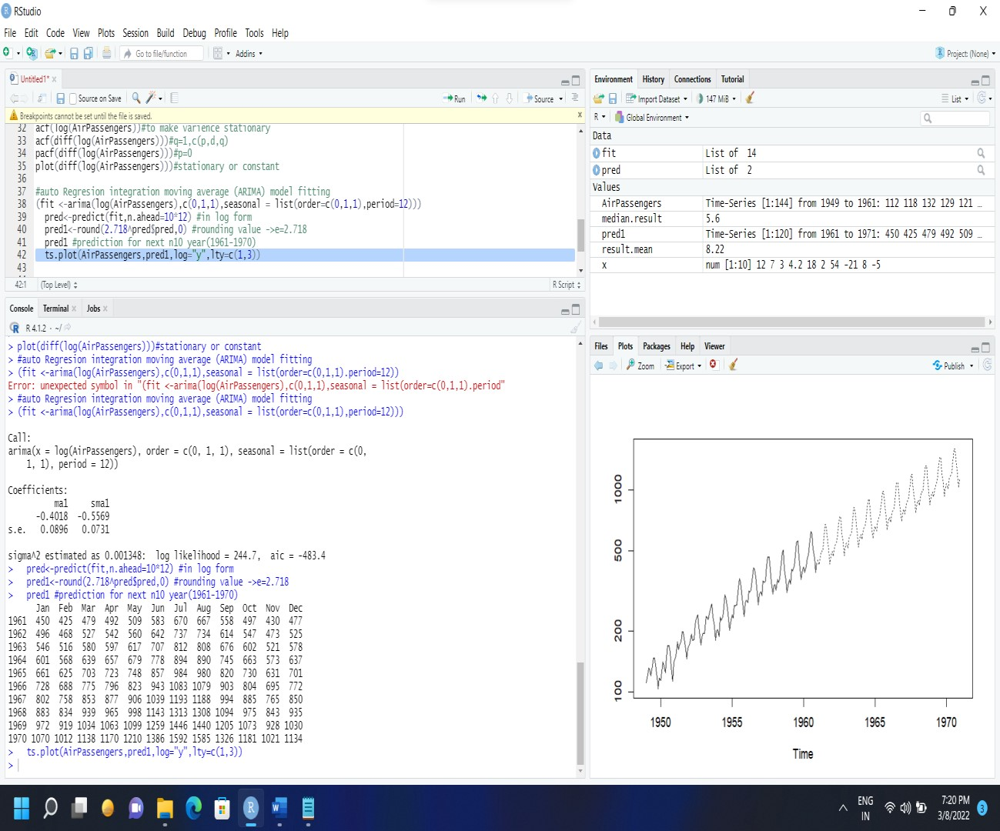 RStudio
File Edit Code View Plots Session Build Debug Profile Tools Help
Go to file/function Addins Project: (None)
Untitled1*
Source on Save Run Source
Breakpoints cannot be set until the file is saved.
32 acf(log(AirPassengers))#to make varience stationary
33 acf(diff(log(AirPassengers)))#q=1,c(p,d,q)
34 pacf(diff(log(AirPassengers)))#p=0
35 plot(diff(log(AirPassengers)))#stationary or constant
36
37 #auto Regresion integration moving average (ARIMA) model fitting
38 (fit <-arima(log(AirPassengers),c(0,1,1),seasonal = list(order=c(0,1,1),period=12)))
39 pred<-predict(fit,n.ahead=10*12) #in log form
40 pred1<-round(2.718^pred$pred,0) #rounding value ->e=2.718
41 pred1 #prediction for next n10 year(1961-1970)
42 ts.plot(AirPassengers,pred1,log="y",lty=c(1,3))
43
42:1 (Top Level) R Script
Console Terminal Jobs
R 4.1.2 · ~/
> plot(diff(log(AirPassengers)))#stationary or constant
> #auto Regresion integration moving average (ARIMA) model fitting
> (fit <-arima(log(AirPassengers),c(0,1,1),seasonal = list(order=c(0,1,1).period=12))
Error: unexpected symbol in "(fit <-arima(log(AirPassengers),c(0,1,1),seasonal = list(order=c(0,1,1).period"
> #auto Regresion integration moving average (ARIMA) model fitting
> (fit <-arima(log(AirPassengers),c(0,1,1),seasonal = list(order=c(0,1,1),period=12)))
Call:
arima(x = log(AirPassengers), order = c(0, 1, 1), seasonal = list(order = c(0,
1, 1), period = 12))
Coefficients:
ma1 sma1
-0.4018 -0.5569
s.e. 0.0896 0.0731
sigma^2 estimated as 0.001348: log likelihood = 244.7, aic = -483.4
> pred<-predict(fit,n.ahead=10*12) #in log form
> pred1<-round(2.718^pred$pred,0) #rounding value ->e=2.718
> pred1 #prediction for next n10 year(1961-1970)
Jan Feb Mar Apr May Jun Jul Aug Sep Oct Nov Dec
1961 450 425 479 492 509 583 670 667 558 497 430 477
1962 496 468 527 542 560 642 737 734 614 547 473 525
1963 546 516 580 597 617 707 812 808 676 602 521 578
1964 601 568 639 657 679 778 894 890 745 663 573 637
1965 661 625 703 723 748 857 984 980 820 730 631 701
1966 728 688 775 796 823 943 1083 1079 903 804 695 772
1967 802 758 853 877 906 1039 1193 1188 994 885 765 850
1968 883 834 939 965 998 1143 1313 1308 1094 975 843 935
1969 972 919 1034 1063 1099 1259 1446 1440 1205 1073 928 1030
1970 1070 1012 1138 1170 1210 1386 1592 1585 1326 1181 1021 1134
> ts.plot(AirPassengers,pred1,log="y",lty=c(1,3))
>
Environment History Connections Tutorial
Import Dataset 147 MiB List
R Global Environment
Data
fit List of 14
pred List of 2
Values
AirPassengers Time-Series [1:144] from 1949 to 1961: 112 118 132 129 121 …
median.result 5.6
pred1 Time-Series [1:120] from 1961 to 1971: 450 425 479 492 509 …
result.mean 8.22
x num [1:10] 12 7 3 4.2 18 2 54 -21 8 -5
Files Plots Packages Help Viewer
Zoom Export Publish
1000
500
200
100
1950 1955 1960 1965 1970
Time
ENG
IN
7:20 PM
3/8/2022
3